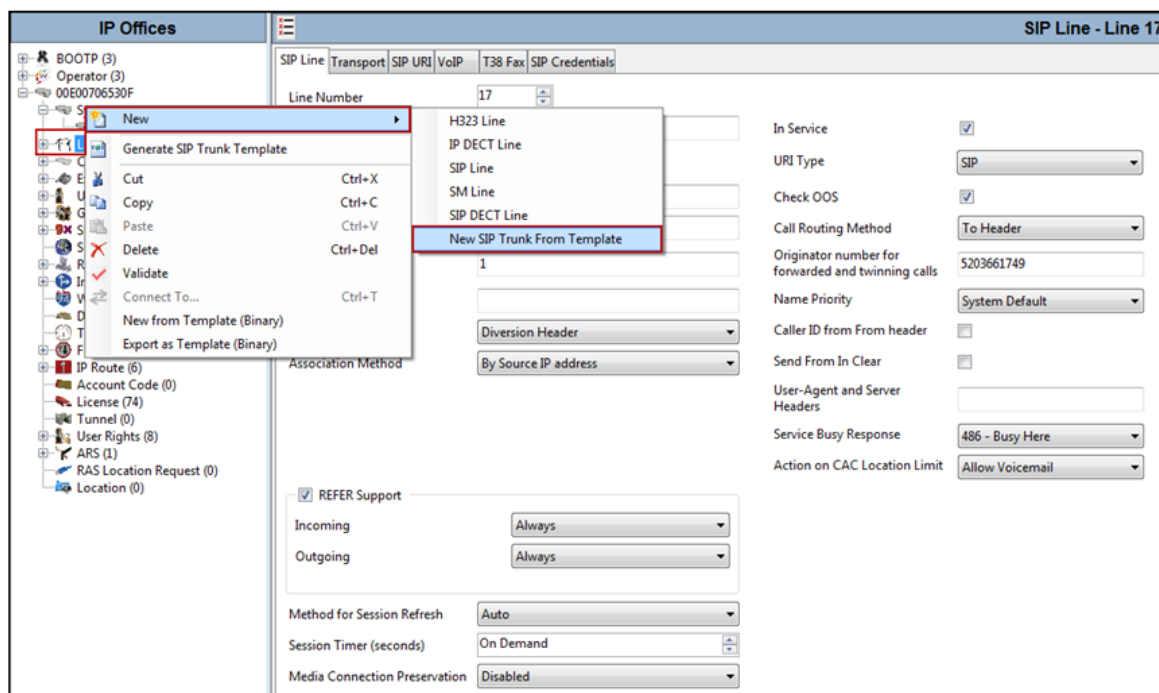 IP Offices
BOOTP (3)
Operator (3)
00E00706530F
S
L
C
E
U
G
S
S
R
In
W
D
T
F
IP Route (6)
Account Code (0)
License (74)
Tunnel (0)
User Rights (8)
ARS (1)
RAS Location Request (0)
Location (0)
New
Generate SIP Trunk Template
Cut Ctrl+X
Copy Ctrl+C
Paste Ctrl+V
Delete Ctrl+Del
Validate
Connect To... Ctrl+T
New from Template (Binary)
Export as Template (Binary)
H323 Line
IP DECT Line
SIP Line
SM Line
SIP DECT Line
New SIP Trunk From Template
SIP Line - Line 17
SIP Line Transport SIP URI VoIP T38 Fax SIP Credentials
Line Number 17
1
Diversion Header
Association Method By Source IP address
In Service
URI Type SIP
Check OOS
Call Routing Method To Header
Originator number for
forwarded and twinning calls 5203661749
Name Priority System Default
Caller ID from From header
Send From In Clear
User-Agent and Server
Headers
Service Busy Response 486 - Busy Here
Action on CAC Location Limit Allow Voicemail
REFER Support
Incoming Always
Outgoing Always
Method for Session Refresh Auto
Session Timer (seconds) On Demand
Media Connection Preservation Disabled